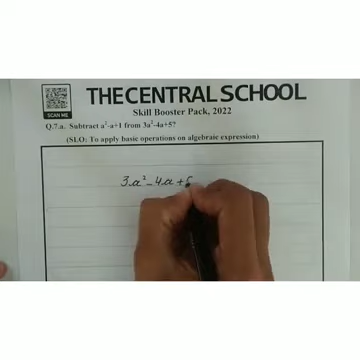 THE CENTRAL SCHOOL
SCAN ME
Skill Booster Pack, 2022
Q.7.a. Subtract a²-a+1 from 3a²-4a+5?
(SLO: To apply basic operations on algebraic expression)
3a² - 4a + 5